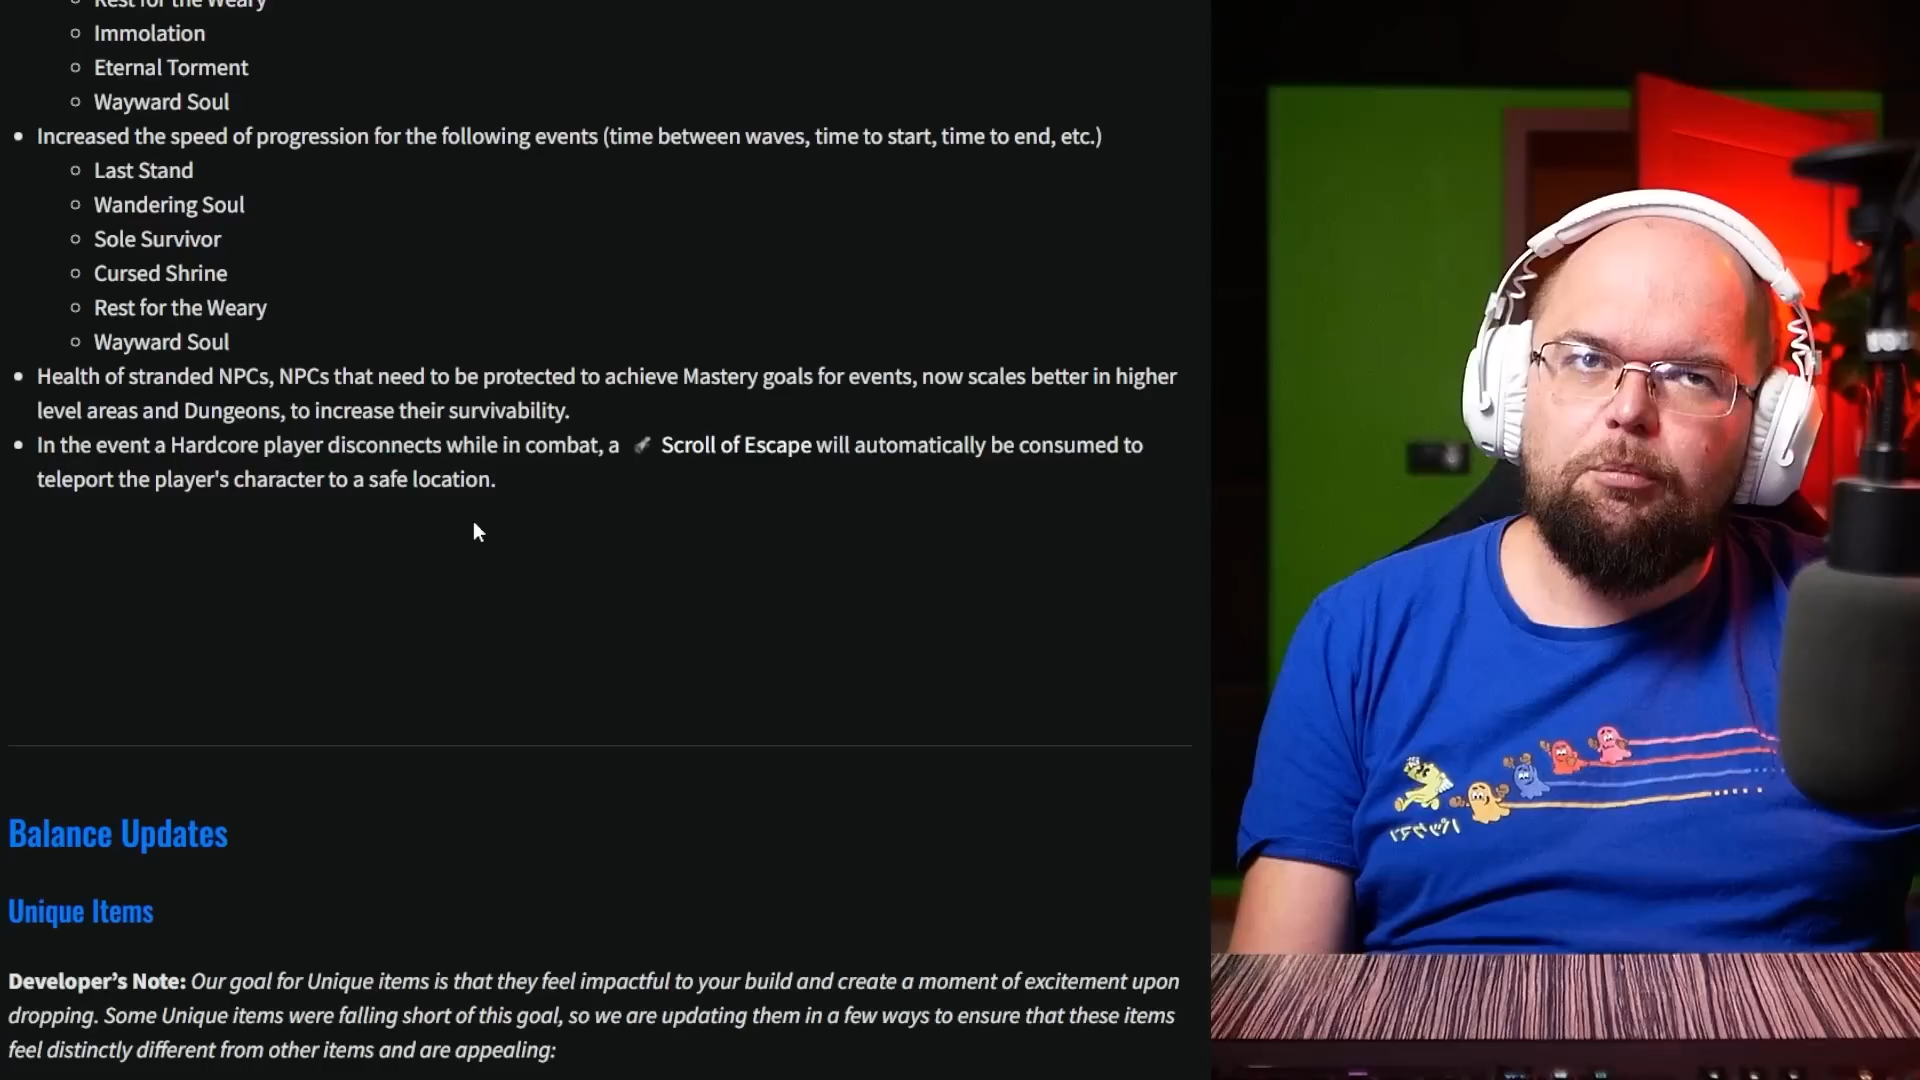 Rest for the Weary
Immolation
Eternal Torment
Wayward Soul
Increased the speed of progression for the following events (time between waves, time to start, time to end, etc.)
Last Stand
Wandering Soul
Sole Survivor
Cursed Shrine
Rest for the Weary
Wayward Soul
Health of stranded NPCs, NPCs that need to be protected to achieve Mastery goals for events, now scales better in higher
level areas and Dungeons, to increase their survivability.
In the event a Hardcore player disconnects while in combat, a Scroll of Escape will automatically be consumed to
teleport the player's character to a safe location.
Balance Updates
Unique Items
Developer’s Note: Our goal for Unique items is that they feel impactful to your build and create a moment of excitement upon
dropping. Some Unique items were falling short of this goal, so we are updating them in a few ways to ensure that these items
feel distinctly different from other items and are appealing: